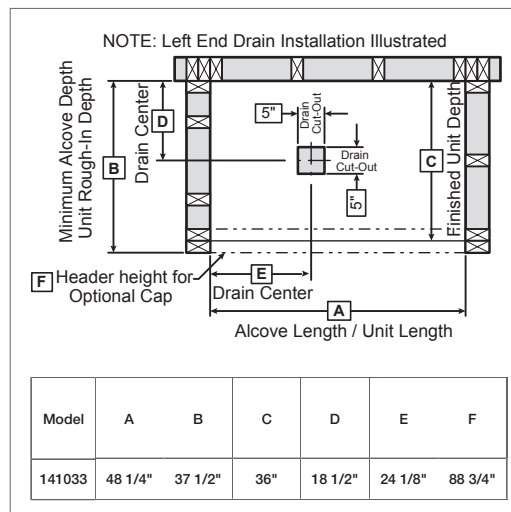 NOTE: Left End Drain Installation Illustrated
Minimum Alcove Depth
Unit Rough-In Depth
B
Drain Center
D
5"
Drain
Cut-Out
Drain
Cut-Out
5"
C
Finished Unit Depth
F Header height for
Optional Cap
E
Drain Center
A
Alcove Length / Unit Length
Model A B C D E F
141033 48 1/4" 37 1/2" 36" 18 1/2" 24 1/8" 88 3/4"